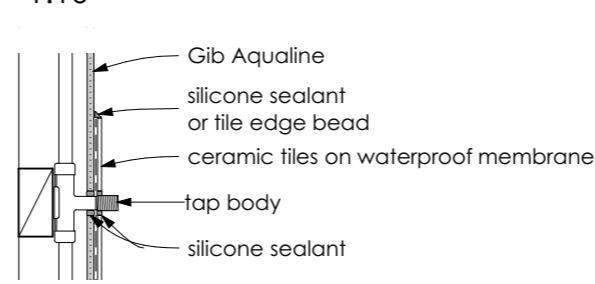 Gib Aqualine
silicone sealant
or tile edge bead
ceramic tiles on waterproof membrane
tap body
silicone sealant